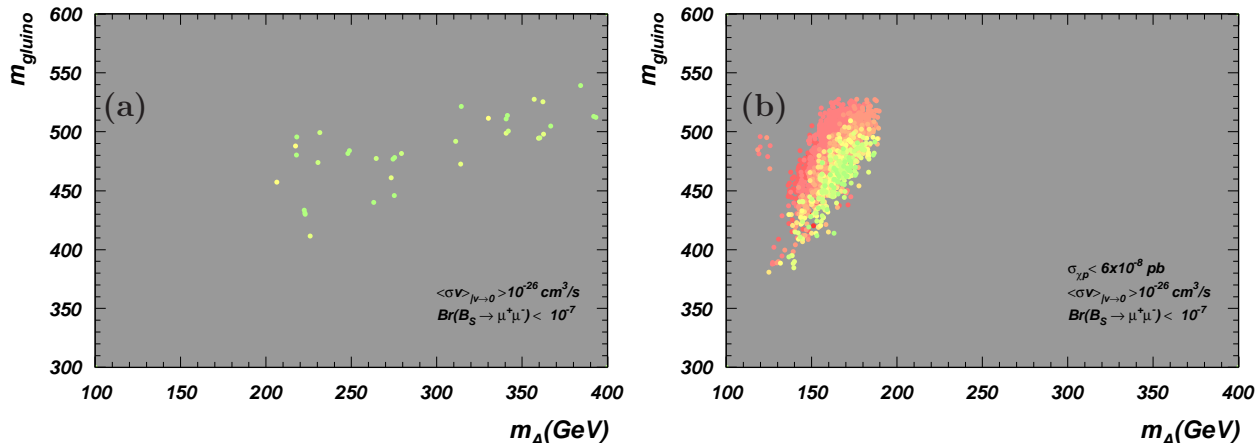 m_gluino
600
550
500
450
400
350
300
(a)
<σv>_{|v→0} > 10^{-26} cm^3/s
Br(B_S → μ^+μ^-) < 10^{-7}
100 150 200 250 300 350 400
m_A(GeV)
m_gluino
600
550
500
450
400
350
300
(b)
σ_{χp} < 6x10^{-8} pb
<σv>_{|v→0} > 10^{-26} cm^3/s
Br(B_S → μ^+μ^-) < 10^{-7}
100 150 200 250 300 350 400
m_A(GeV)